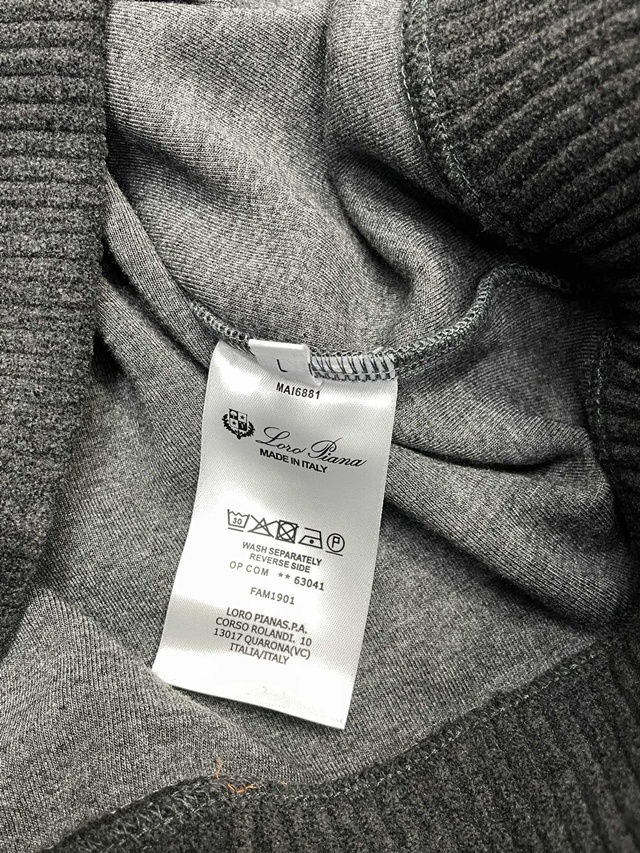 L
MAI6881
Loro Piana
MADE IN ITALY
30
P
WASH SEPARATELY
REVERSE SIDE
OP COM ** 63041
FAM1901
LORO PIANAS.P.A.
CORSO ROLANDI. 10
13017 QUARONA(VC)
ITALIA/ITALY